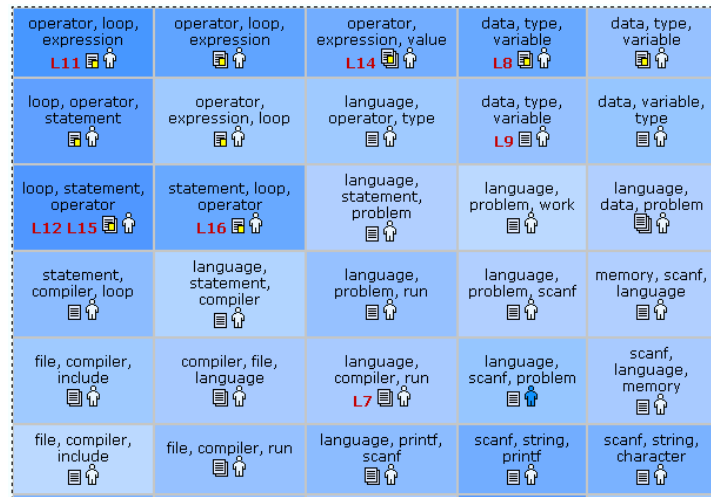 operator, loop,
expression
L11
operator, loop,
expression
operator,
expression, value
L14
data, type,
variable
L8
data, type,
variable
loop, operator,
statement
operator,
expression, loop
language,
operator, type
data, type,
variable
L9
data, variable,
type
loop, statement,
operator
L12 L15
statement, loop,
operator
L16
language,
statement,
problem
language,
problem, work
language,
data, problem
statement,
compiler, loop
language,
statement,
compiler
language,
problem, run
language,
problem, scanf
memory, scanf,
language
file, compiler,
include
compiler, file,
language
language,
compiler, run
L7
language,
scanf, problem
scanf,
language,
memory
file, compiler,
include
file, compiler, run
language, printf,
scanf
scanf, string,
printf
scanf, string,
character